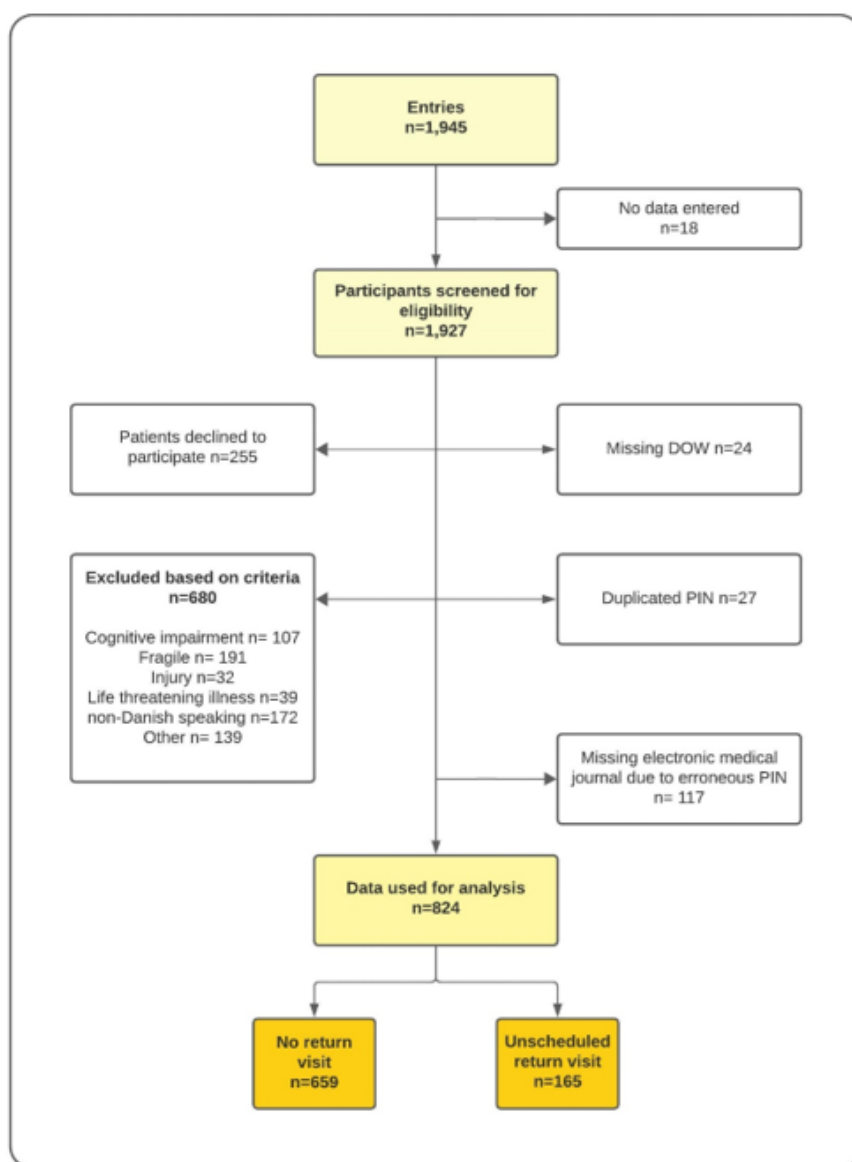 Entries
n=1,945
No data entered
n=18
Participants screened for
eligibility
n=1,927
Patients declined to
participate n=255
Missing DOW n=24
Excluded based on criteria
n=680
Cognitive impairment n= 107
Fragile n= 191
Injury n=32
Life threatening illness n=39
non-Danish speaking n=172
Other n= 139
Duplicated PIN n=27
Missing electronic medical
journal due to erroneous PIN
n= 117
Data used for analysis
n=824
No return
visit
n=659
Unscheduled
return visit
n=165